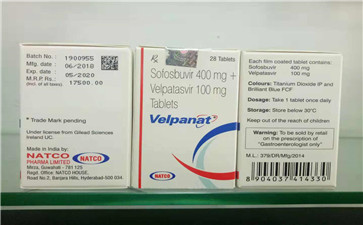 Batch No. : 1900955
Mfg. date : 06/2018
Exp. date : 05/2020
M.R.P. Rs.: 17500.00
(Incl. of all taxes)
* Trade Mark pending
Under license from Gilead Sciences
Ireland UC.
Made in India by:
NATCO
PHARMA LIMITED
Mekra, Guwahati - 781 125
Regd. Office: NATCO HOUSE,
Road No.2, Banjara Hills, Hyderabad-500 034
NATCO
Rx
28 Tablets
Sofosbuvir 400 mg +
Velpatasvir 100 mg
Tablets
Velpanat*
NATCO
Each film coated tablet contains:
Sofosbuvir 400 mg
Velpatasvir 100 mg
Colours: Titanium Dioxide IP and
Brilliant Blue FCF
Dosage: Take 1 tablet once daily
Storage: Store below 30°C
Keep out of the reach of children
Warning: To be sold by retail
on the prescription of
"Gastroenterologist only"
M.L.: 379/DR/Mfg/2014
8 904037 414330